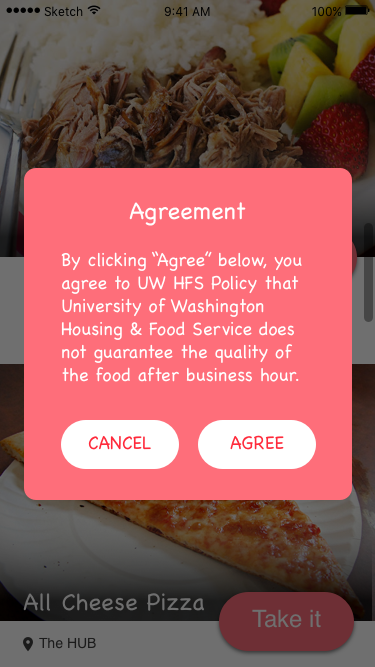 Sketch 9:41 AM 100%
Agreement
By clicking “Agree” below, you
agree to UW HFS Policy that
University of Washington
Housing & Food Service does
not guarantee the quality of
the food after business hour.
CANCEL AGREE
All Cheese Pizza
Take it
The HUB